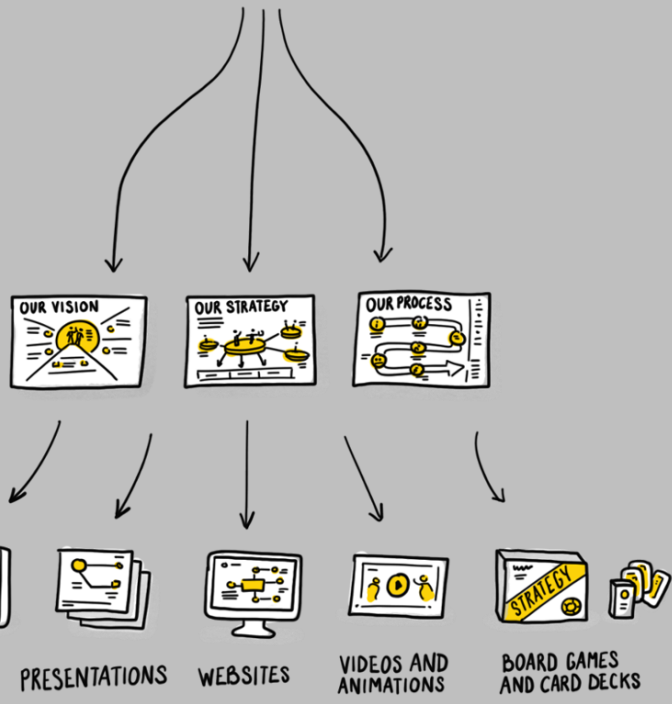 OUR VISION
OUR STRATEGY
OUR PROCESS
STRATEGY
PRESENTATIONS
WEBSITES
VIDEOS AND
ANIMATIONS
BOARD GAMES
AND CARD DECKS